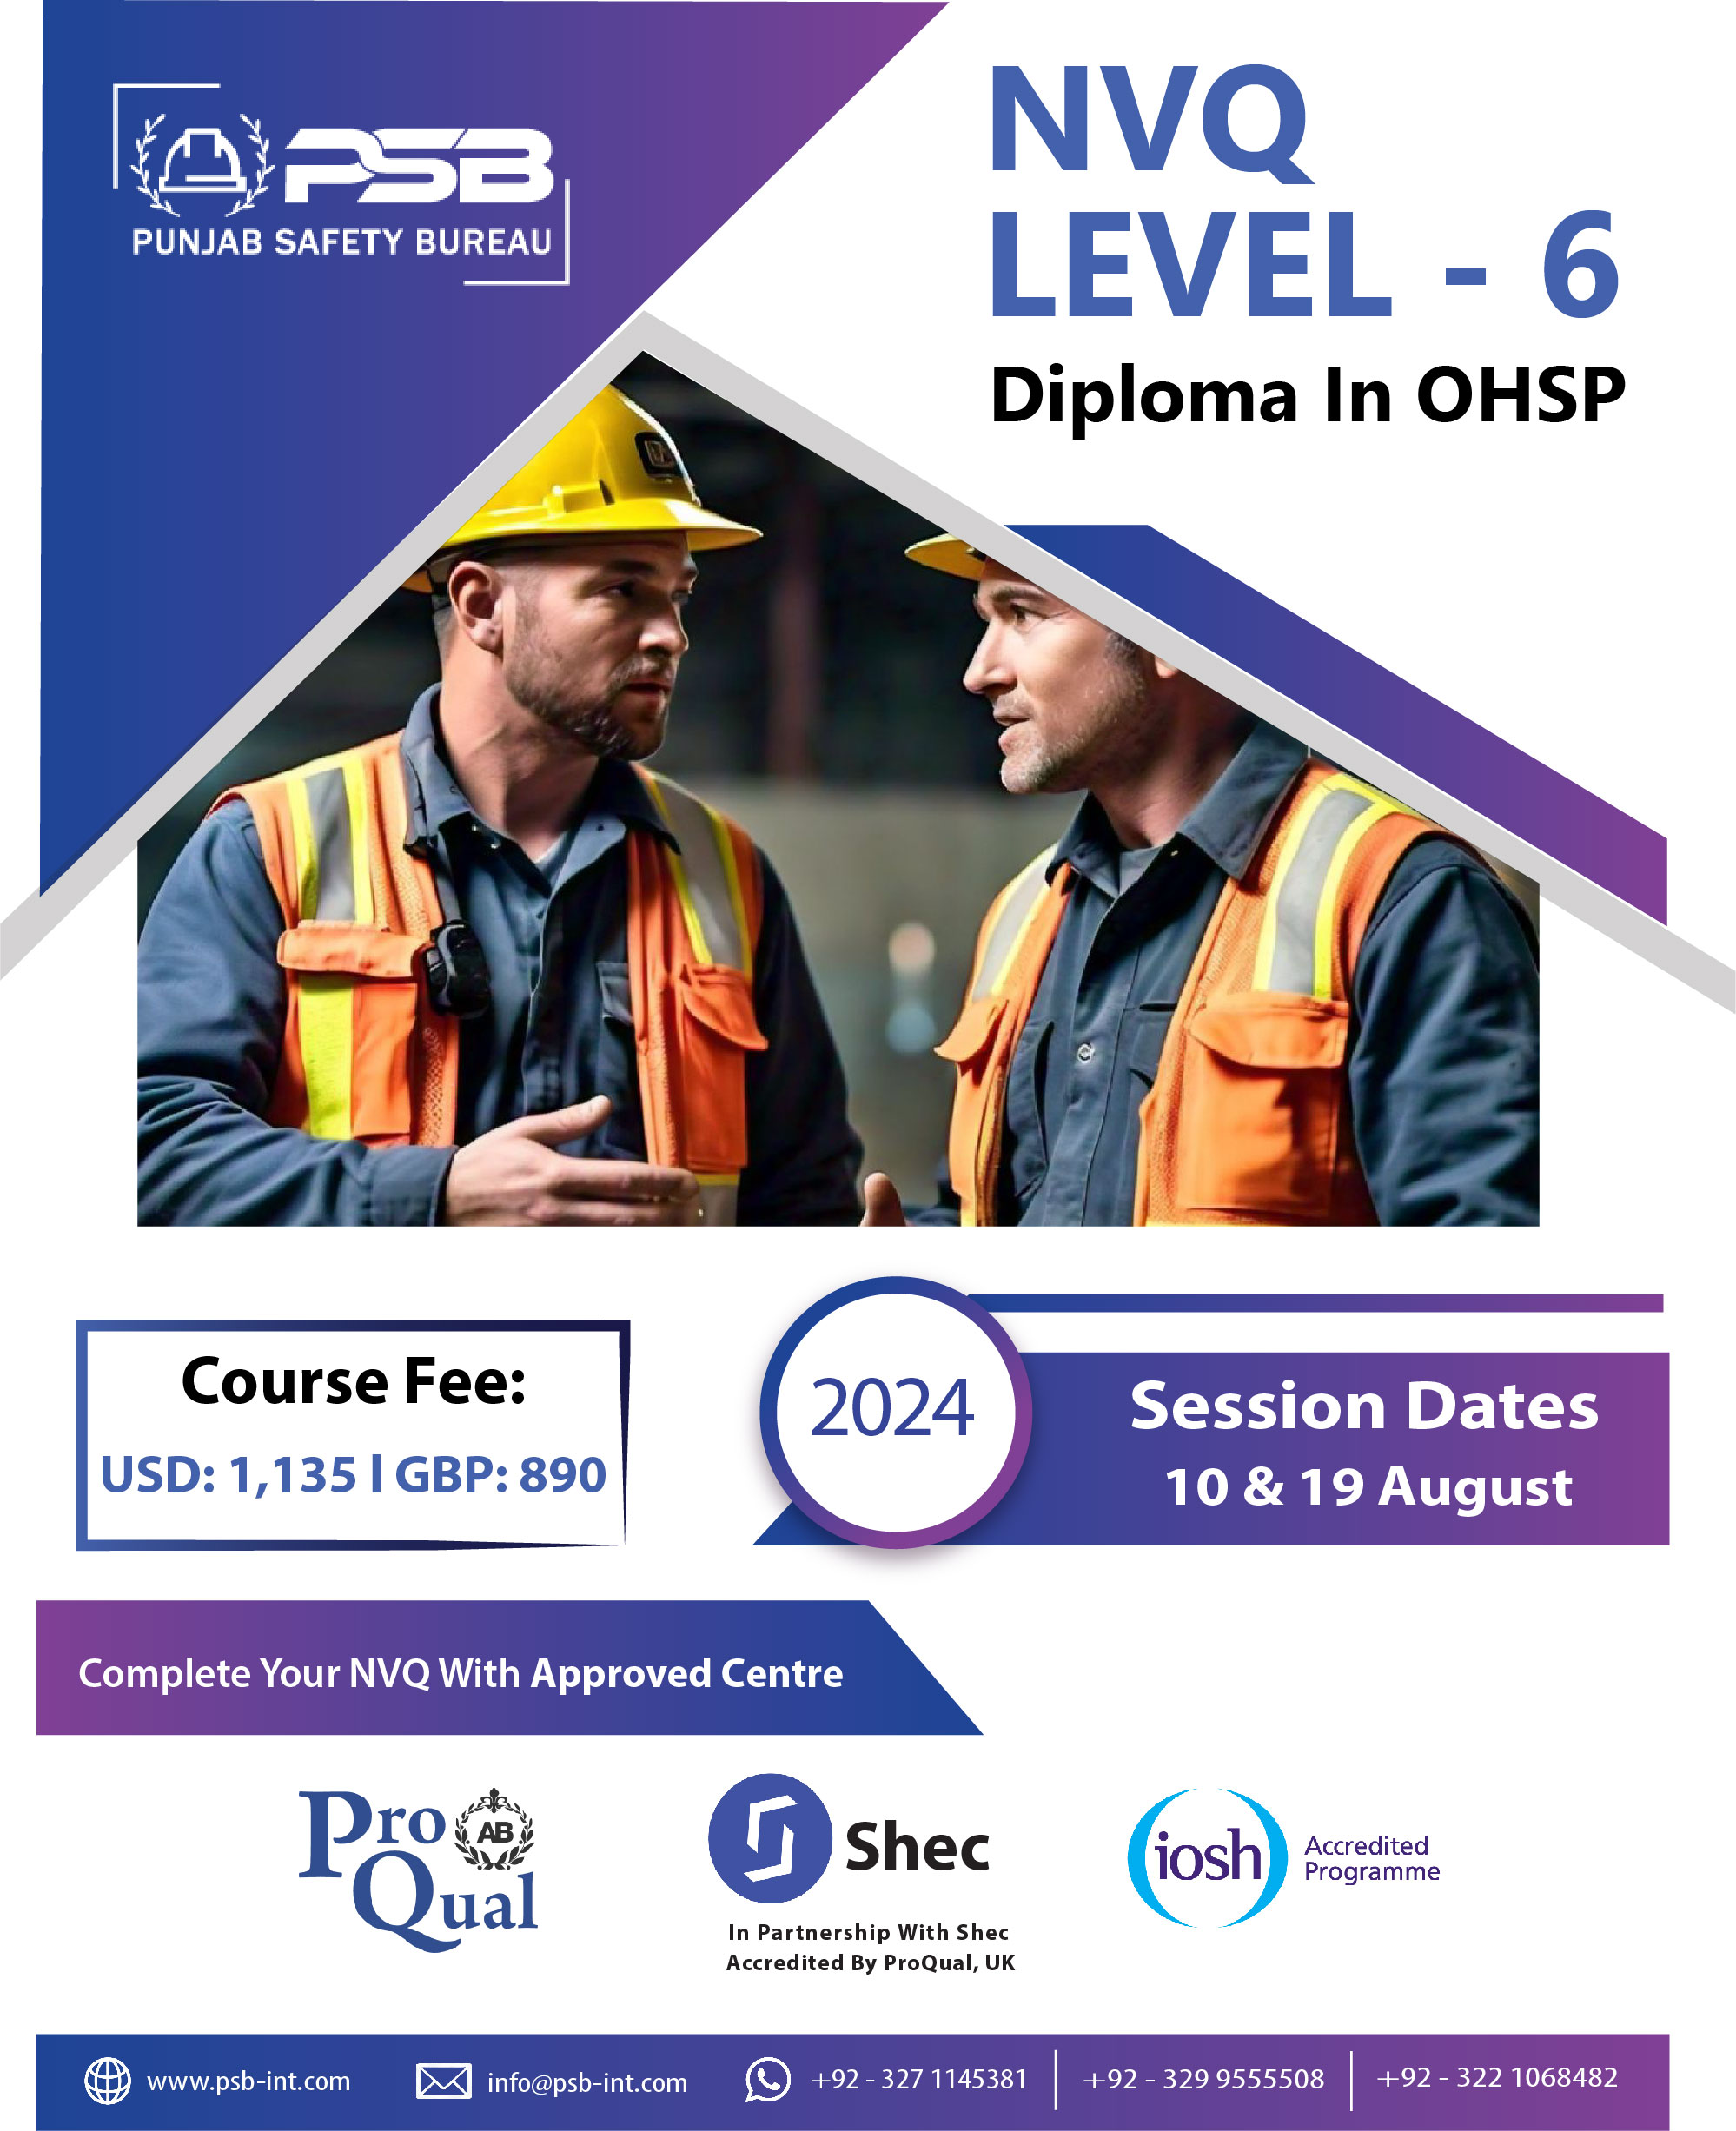 PSB
PUNJAB SAFETY BUREAU
NVQ
LEVEL - 6
Diploma In OHSP
Course Fee:
USD: 1,135 l GBP: 890
2024
Session Dates
10 & 19 August
Complete Your NVQ With Approved Centre
Pro
AB
Qual
Shec
In Partnership With Shec
Accredited By ProQual, UK
iosh
Accredited
Programme
www.psb-int.com
info@psb-int.com
+92 - 327 1145381
+92 - 329 9555508
+92 - 322 1068482